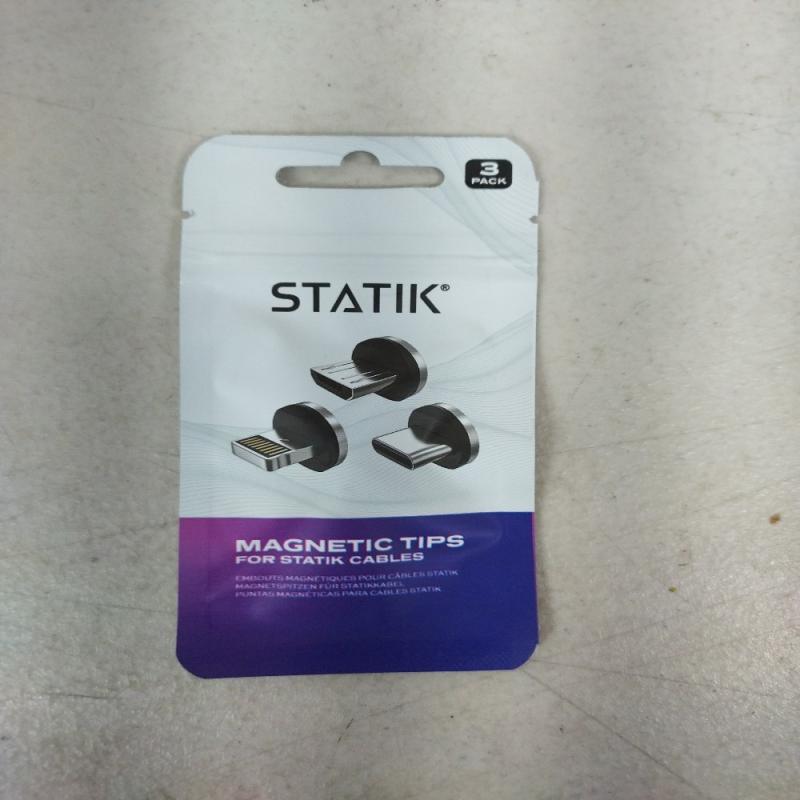 3
PACK
STATIK®
MAGNETIC TIPS
FOR STATIK CABLES
EMBOUTS MAGNÉTIQUES POUR CÂBLES STATIK
MAGNETSPITZEN FÜR STATIKKABEL
PUNTAS MAGNÉTICAS PARA CABLES STATIK